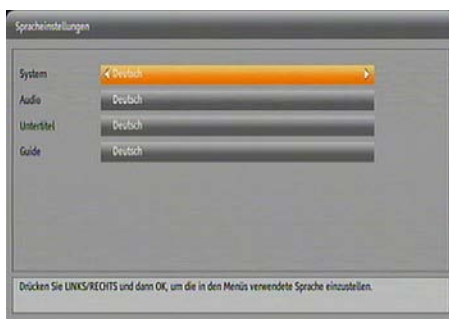 Spracheinstellungen
System Deutsch
Audio Deutsch
Untertitel Deutsch
Guide Deutsch
Drücken Sie LINKS/RECHTS und dann OK, um die in den Menüs verwendete Sprache einzustellen.